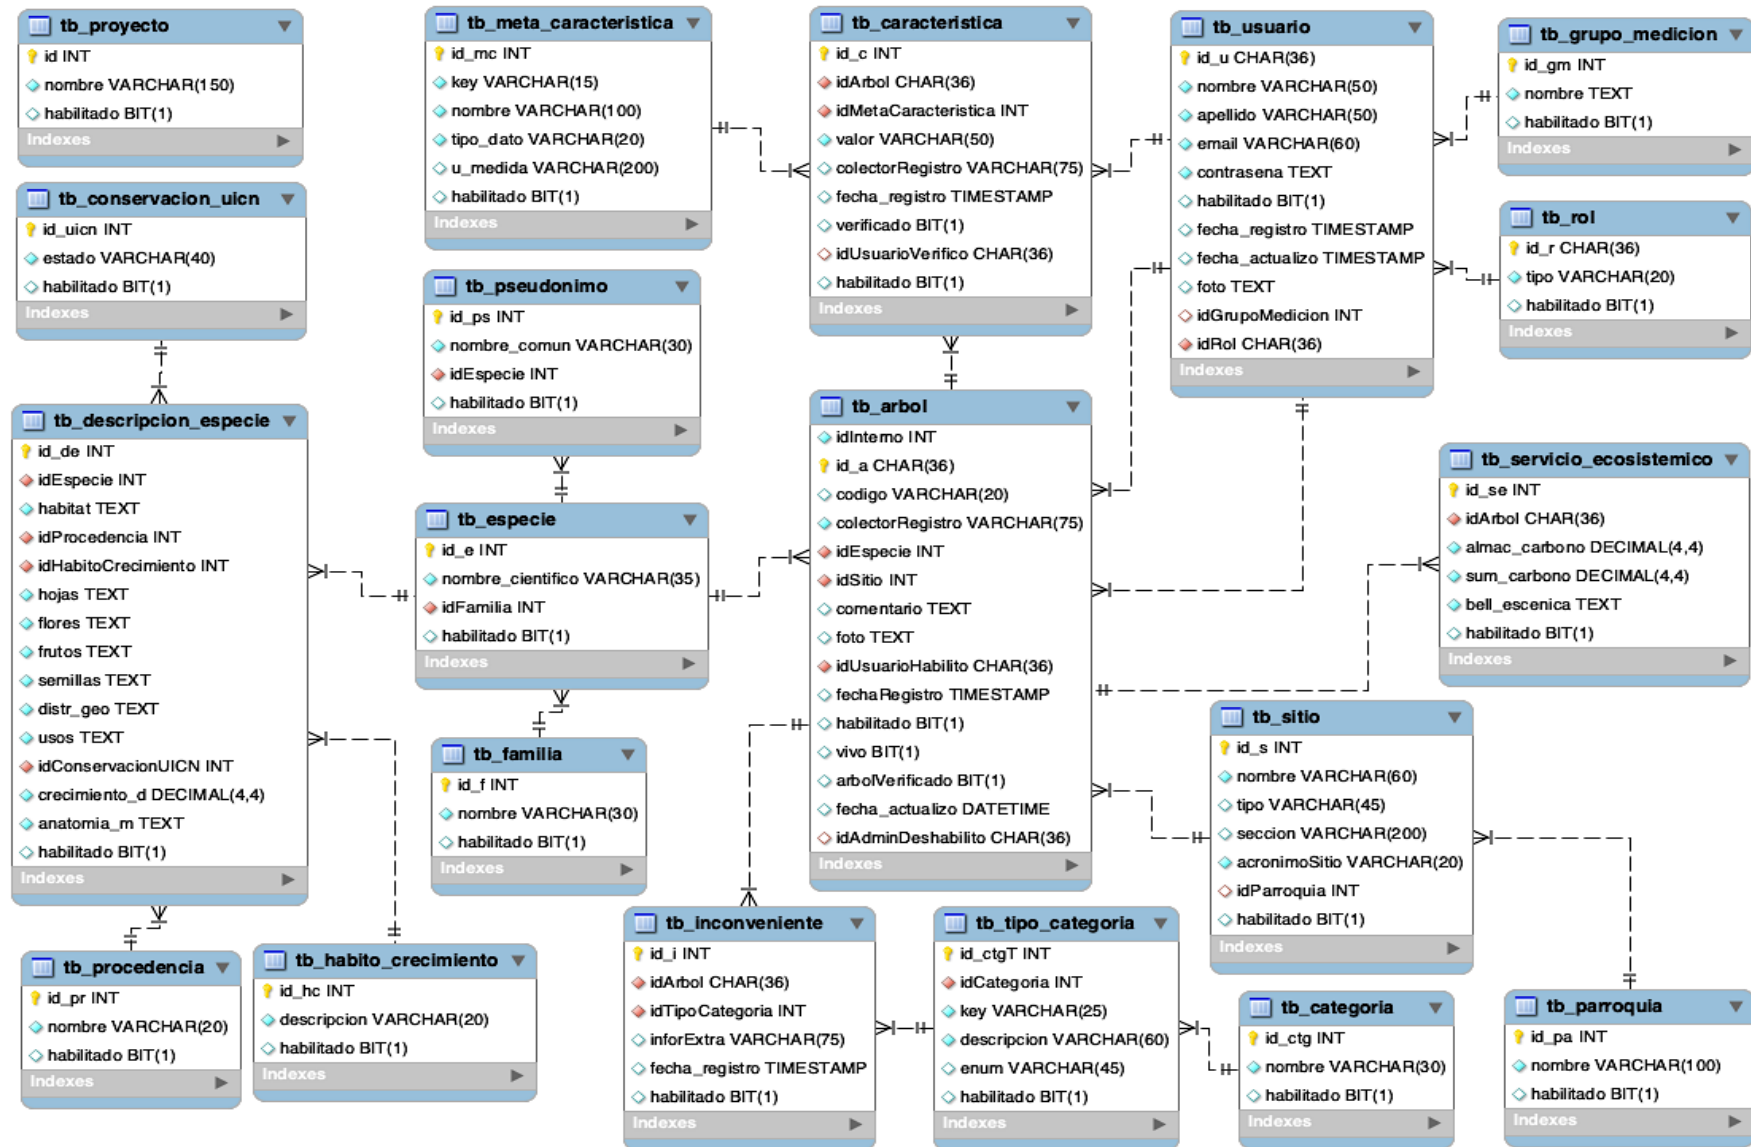 tb_proyecto
id INT
nombre VARCHAR(150)
habilitado BIT(1)
Indexes
tb_conservacion_uicn
id_uicn INT
estado VARCHAR(40)
habilitado BIT(1)
Indexes
tb_descripcion_especie
id_de INT
idEspecie INT
habitat TEXT
idProcedencia INT
idHabitoCrecimiento INT
hojas TEXT
flores TEXT
frutos TEXT
semillas TEXT
distr_geo TEXT
usos TEXT
idConservacionUICN INT
crecimiento_d DECIMAL(4,4)
anatomia_m TEXT
habilitado BIT(1)
Indexes
tb_procedencia
id_pr INT
nombre VARCHAR(20)
habilitado BIT(1)
Indexes
tb_habito_crecimiento
id_hc INT
descripcion VARCHAR(20)
habilitado BIT(1)
Indexes
tb_meta_caracteristica
id_mc INT
key VARCHAR(15)
nombre VARCHAR(100)
tipo_dato VARCHAR(20)
u_medida VARCHAR(200)
habilitado BIT(1)
Indexes
tb_pseudonimo
id_ps INT
nombre_comun VARCHAR(30)
idEspecie INT
habilitado BIT(1)
Indexes
tb_especie
id_e INT
nombre_cientifico VARCHAR(35)
idFamilia INT
habilitado BIT(1)
Indexes
tb_familia
id_f INT
nombre VARCHAR(30)
habilitado BIT(1)
Indexes
tb_caracteristica
id_c INT
idArbol CHAR(36)
idMetaCaracteristica INT
valor VARCHAR(50)
colectorRegistro VARCHAR(75)
fecha_registro TIMESTAMP
verificado BIT(1)
idUsuarioVerifico CHAR(36)
habilitado BIT(1)
Indexes
tb_arbol
idInterno INT
id_a CHAR(36)
codigo VARCHAR(20)
colectorRegistro VARCHAR(75)
idEspecie INT
idSitio INT
comentario TEXT
foto TEXT
idUsuarioHabilito CHAR(36)
fechaRegistro TIMESTAMP
habilitado BIT(1)
vivo BIT(1)
arbolVerificado BIT(1)
fecha_actualizo DATETIME
idAdminDeshabilito CHAR(36)
Indexes
tb_inconveniente
id_i INT
idArbol CHAR(36)
idTipoCategoria INT
inforExtra VARCHAR(75)
fecha_registro TIMESTAMP
habilitado BIT(1)
Indexes
tb_tipo_categoria
id_ctgT INT
idCategoria INT
key VARCHAR(25)
descripcion VARCHAR(60)
enum VARCHAR(45)
habilitado BIT(1)
Indexes
tb_usuario
id_u CHAR(36)
nombre VARCHAR(50)
apellido VARCHAR(50)
email VARCHAR(60)
contrasena TEXT
habilitado BIT(1)
fecha_registro TIMESTAMP
fecha_actualizo TIMESTAMP
foto TEXT
idGrupoMedicion INT
idRol CHAR(36)
Indexes
tb_grupo_medicion
id_gm INT
nombre TEXT
habilitado BIT(1)
Indexes
tb_rol
id_r CHAR(36)
tipo VARCHAR(20)
habilitado BIT(1)
Indexes
tb_servicio_ecosistemico
id_se INT
idArbol CHAR(36)
almac_carbono DECIMAL(4,4)
sum_carbono DECIMAL(4,4)
bell_escenica TEXT
habilitado BIT(1)
Indexes
tb_sitio
id_s INT
nombre VARCHAR(60)
tipo VARCHAR(45)
seccion VARCHAR(200)
acronimoSitio VARCHAR(20)
idParroquia INT
habilitado BIT(1)
Indexes
tb_categoria
id_ctg INT
nombre VARCHAR(30)
habilitado BIT(1)
Indexes
tb_parroquia
id_pa INT
nombre VARCHAR(100)
habilitado BIT(1)
Indexes